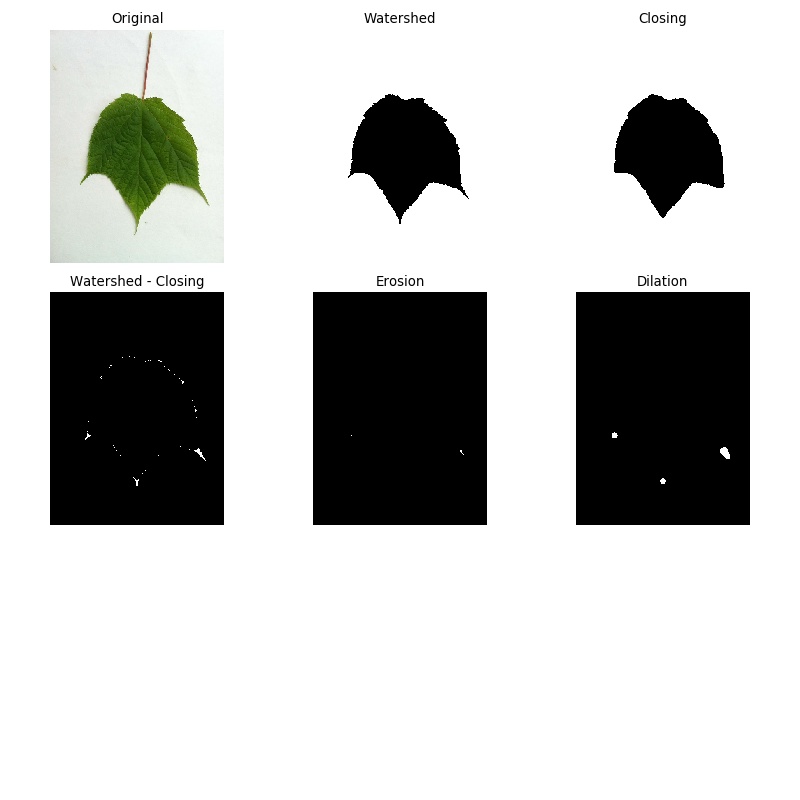 Original
Watershed
Closing
Watershed - Closing
Erosion
Dilation